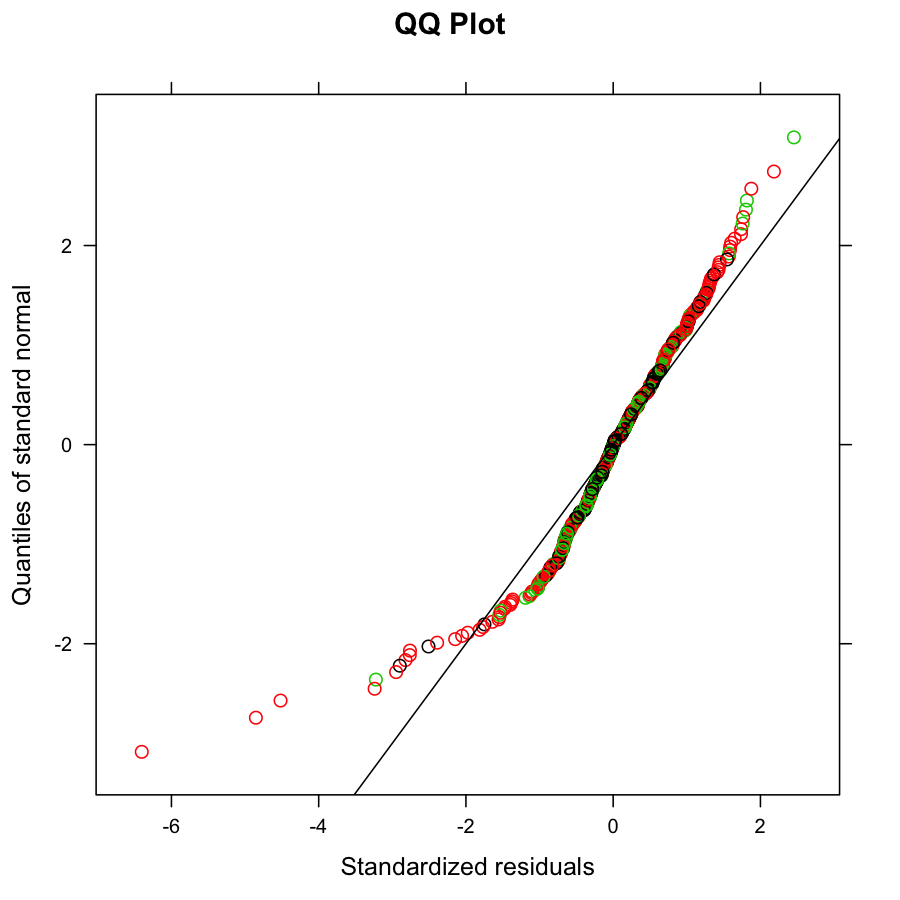 QQ Plot
2
0
-2
Quantiles of standard normal
-6 -4 -2 0 2
Standardized residuals